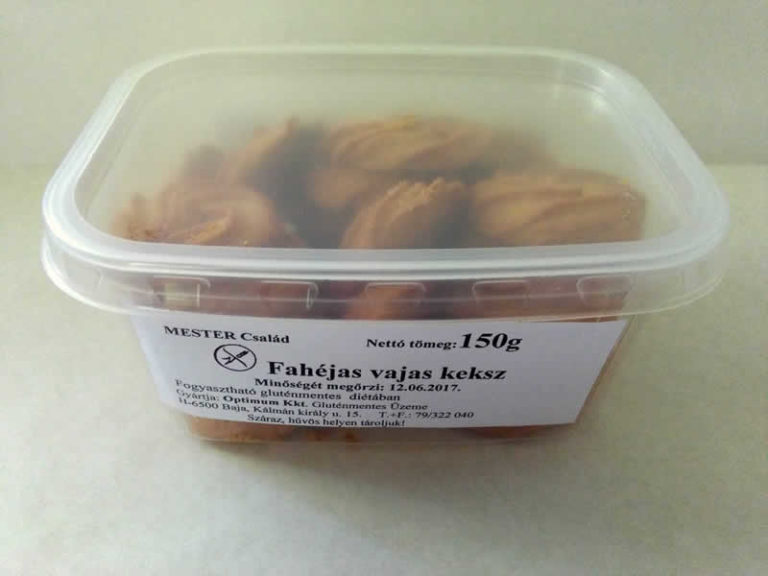 MESTER Család
Nettó tömeg: 150g
Fahéjas vajas keksz
Minőségét megőrzi: 12.06.2017.
Fogyasztható gluténmentes diétában
Gyártja: Optimum Kkt. Gluténmentes Üzeme
H-6500 Baja, Kálmán király u. 15. T.+F.: 79/322 040
Száraz, hűvös helyen tároljuk!